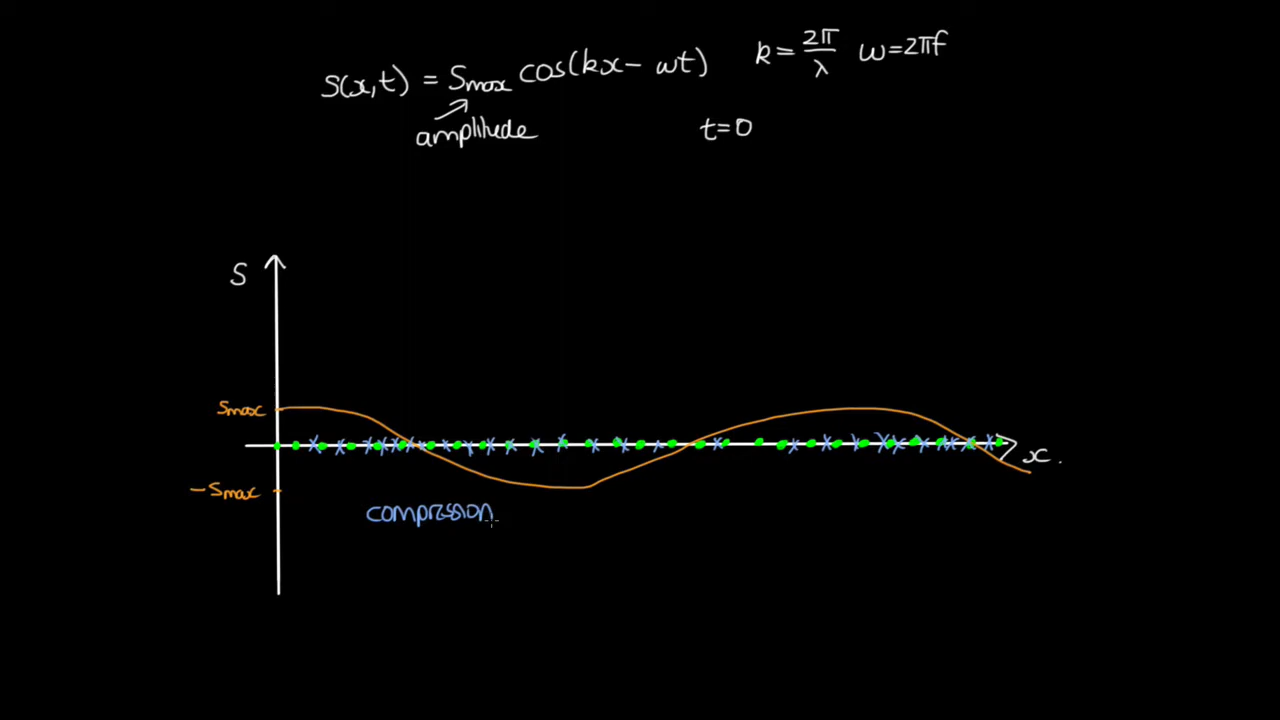 S(x,t) = Smax cos(kx − ωt) k = 2π/λ ω=2πf
amplitude t=0
S
Smax
x.
−Smax
compression